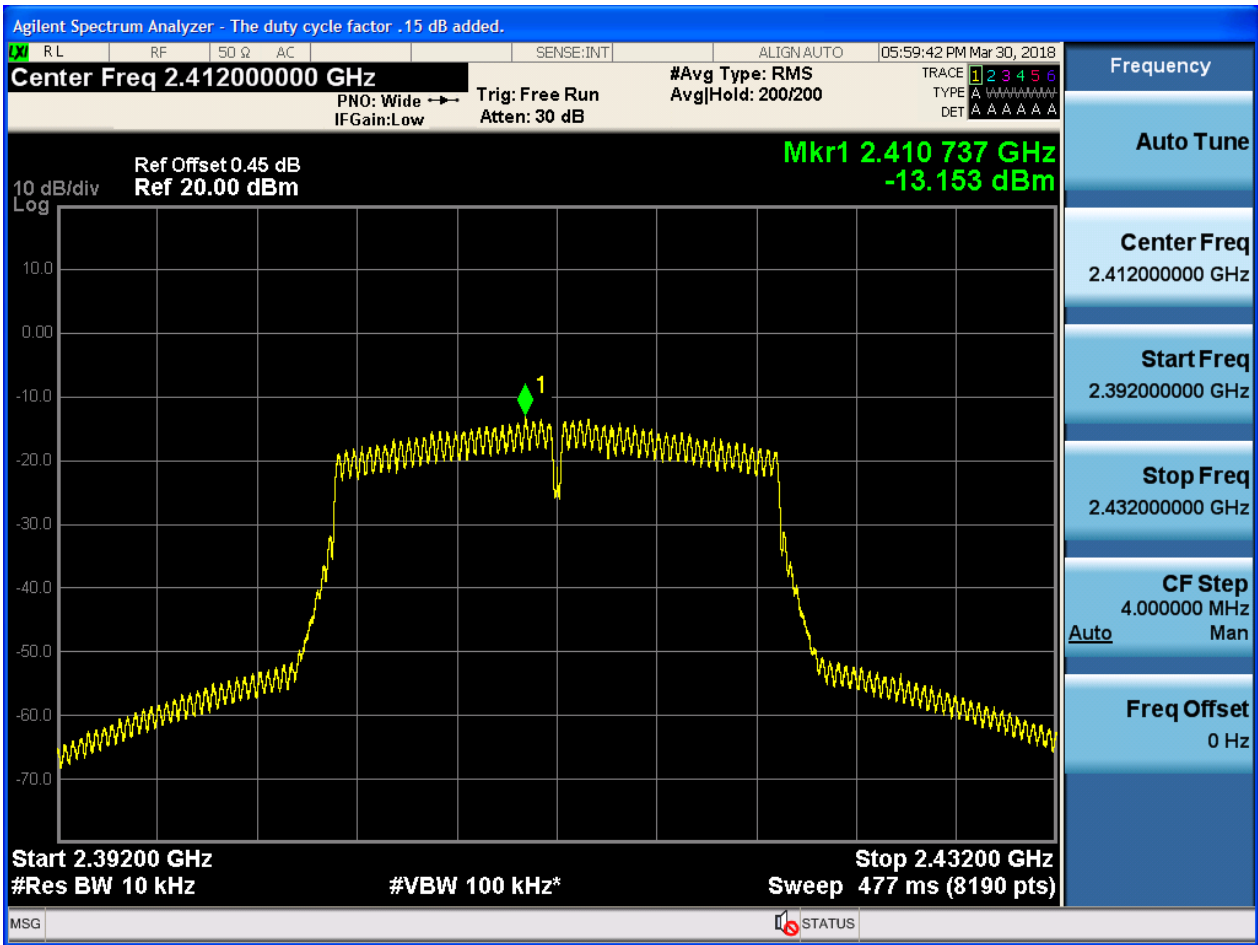 Agilent Spectrum Analyzer - The duty cycle factor .15 dB added.
LXI RL RF 50 Ω AC SENSE:INT ALIGN AUTO 05:59:42 PM Mar 30, 2018
Center Freq 2.412000000 GHz
PNO: Wide
IFGain:Low
Trig: Free Run
Atten: 30 dB
#Avg Type: RMS
Avg|Hold: 200/200
TRACE 1 2 3 4 5 6
TYPE A WWWWW
DET A A A A A A
Frequency
Auto Tune
Center Freq
2.412000000 GHz
Start Freq
2.392000000 GHz
Stop Freq
2.432000000 GHz
CF Step
4.000000 MHz
Auto Man
Freq Offset
0 Hz
Mkr1 2.410 737 GHz
-13.153 dBm
Ref Offset 0.45 dB
10 dB/div Ref 20.00 dBm
Log
10.0
0.00
1
-10.0
-20.0
-30.0
-40.0
-50.0
-60.0
-70.0
Start 2.39200 GHz Stop 2.43200 GHz
#Res BW 10 kHz #VBW 100 kHz* Sweep 477 ms (8190 pts)
MSG STATUS